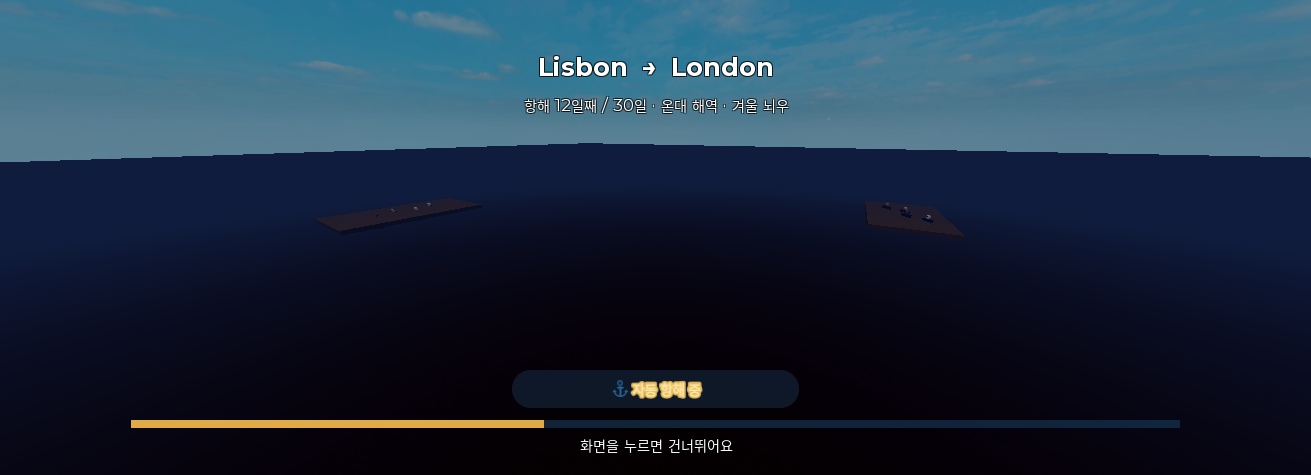 Lisbon → London
항해 12일째 / 30일 · 온대 해역 · 겨울 뇌우
⚓ 자동 항해 중
화면을 누르면 건너뛰어요